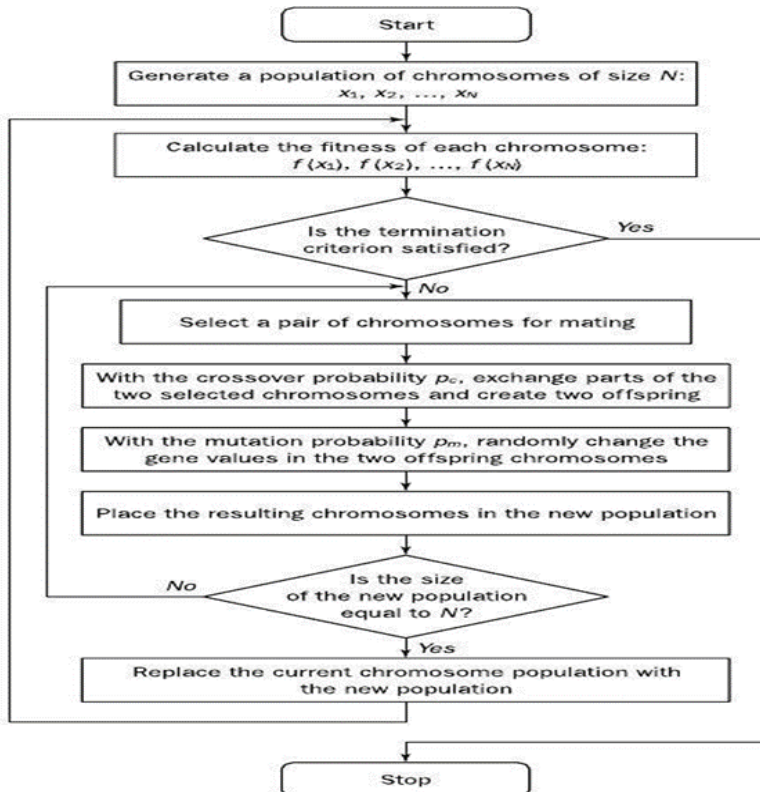 Start
Generate a population of chromosomes of size N:
x₁, x₂, ..., x_N
Calculate the fitness of each chromosome:
f (x₁), f (x₂), ..., f (x_N)
Is the termination
criterion satisfied?
Yes
No
Select a pair of chromosomes for mating
With the crossover probability p_c, exchange parts of the
two selected chromosomes and create two offspring
With the mutation probability p_m, randomly change the
gene values in the two offspring chromosomes
Place the resulting chromosomes in the new population
No
Is the size
of the new population
equal to N?
Yes
Replace the current chromosome population with
the new population
Stop